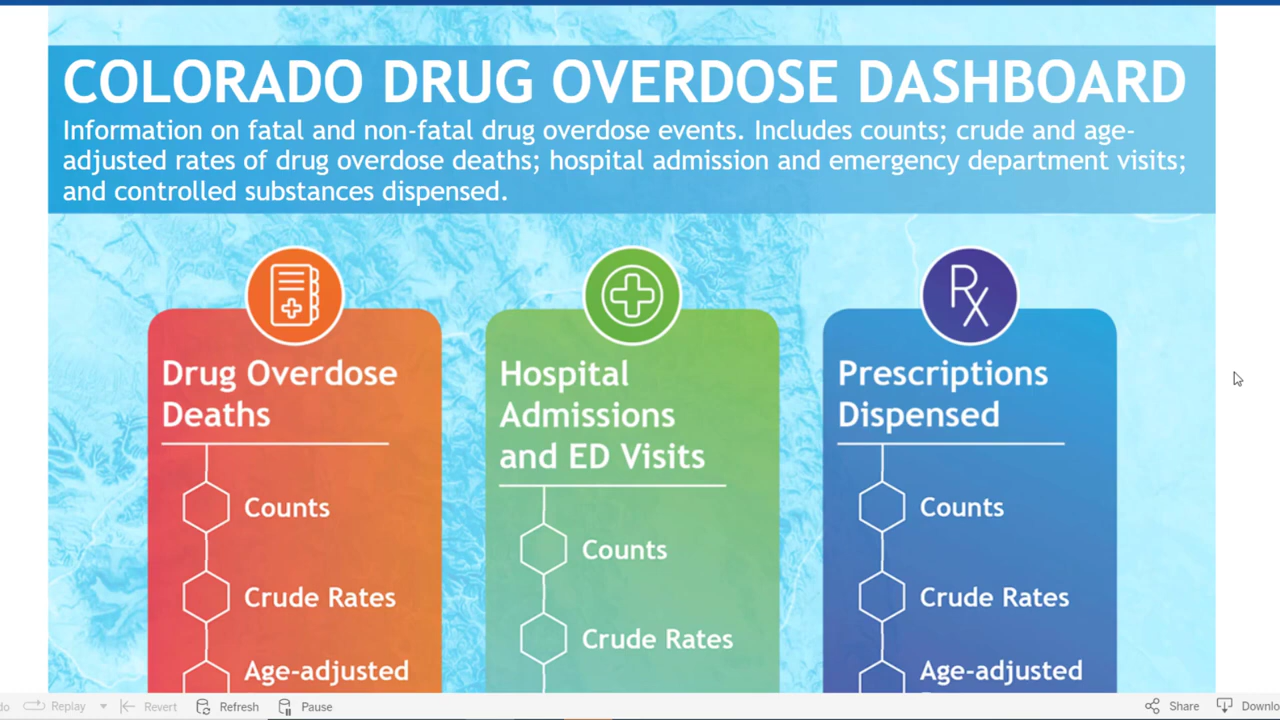 COLORADO DRUG OVERDOSE DASHBOARD
Information on fatal and non-fatal drug overdose events. Includes counts; crude and age-
adjusted rates of drug overdose deaths; hospital admission and emergency department visits;
and controlled substances dispensed.
Rx
Drug Overdose
Deaths
Counts
Crude Rates
Age-adjusted
Hospital
Admissions
and ED Visits
Counts
Crude Rates
Prescriptions
Dispensed
Counts
Crude Rates
Age-adjusted
do Replay Revert Refresh Pause Share Downlo